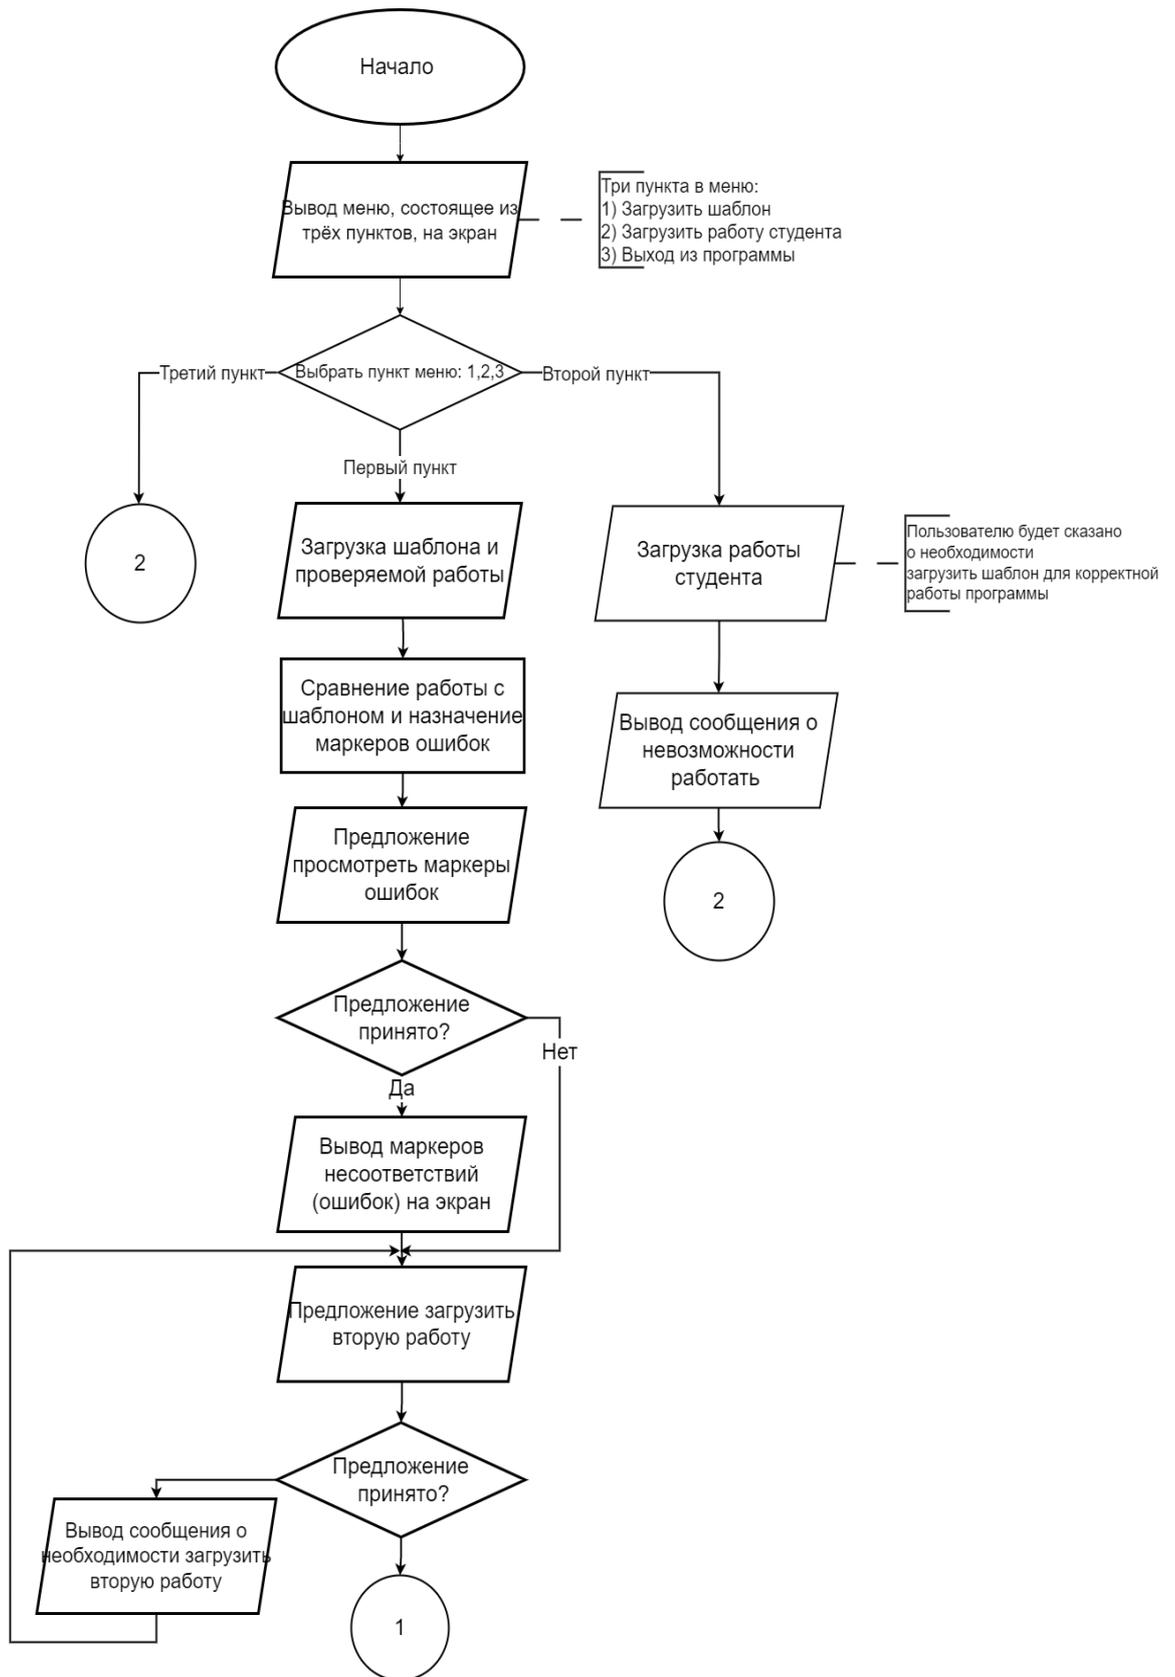 Начало
Вывод меню, состоящее из
трёх пунктов, на экран
Три пункта в меню:
1) Загрузить шаблон
2) Загрузить работу студента
3) Выход из программы
Третий пункт
Выбрать пункт меню: 1,2,3
Второй пункт
Первый пункт
2
Загрузка шаблона и
проверяемой работы
Загрузка работы
студента
Пользователю будет сказано
о необходимости
загрузить шаблон для корректной
работы программы
Сравнение работы с
шаблоном и назначение
маркеров ошибок
Вывод сообщения о
невозможности
работать
Предложение
просмотреть маркеры
ошибок
2
Предложение
принято?
Нет
Да
Вывод маркеров
несоответствий
(ошибок) на экран
Предложение загрузить
вторую работу
Предложение
принято?
Вывод сообщения о
необходимости загрузить
вторую работу
1